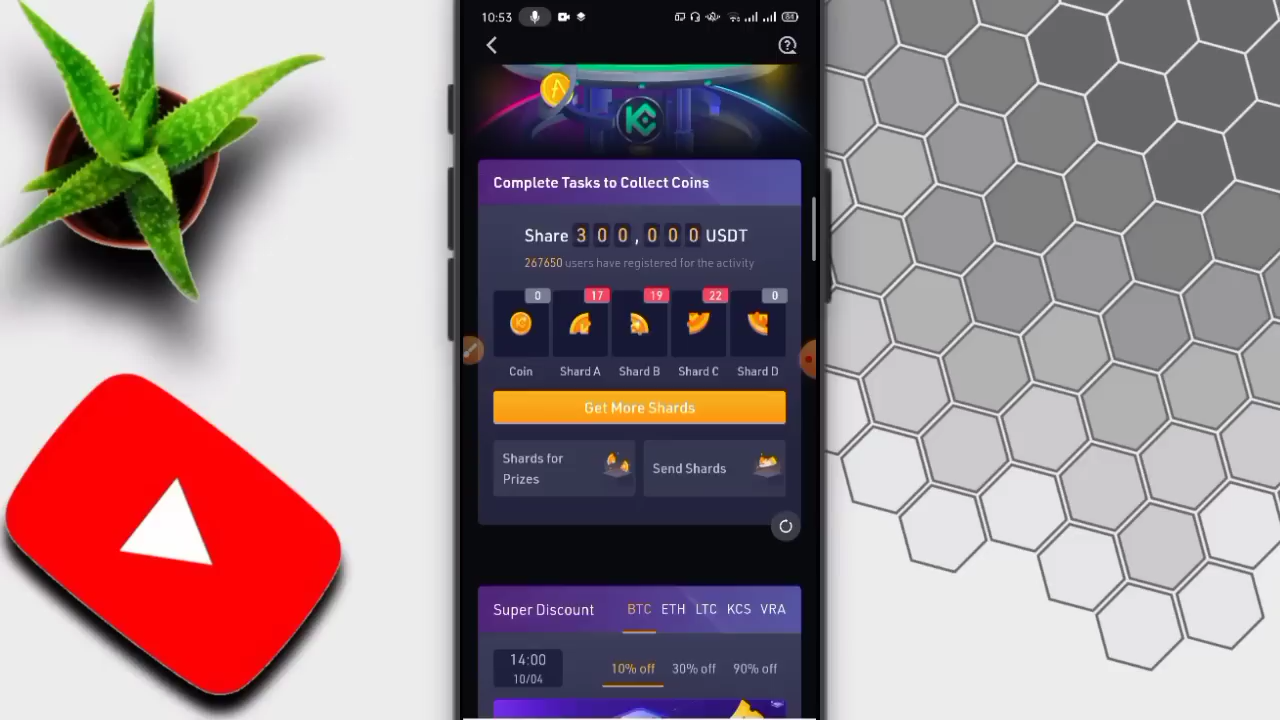 10:53
84
Complete Tasks to Collect Coins
Share 300,000 USDT
267650 users have registered for the activity
0 17 19 22 0
Coin Shard A Shard B Shard C Shard D
Get More Shards
Shards for
Prizes
Send Shards
Super Discount BTC ETH LTC KCS VRA
14:00
10/04
10% off 30% off 90% off